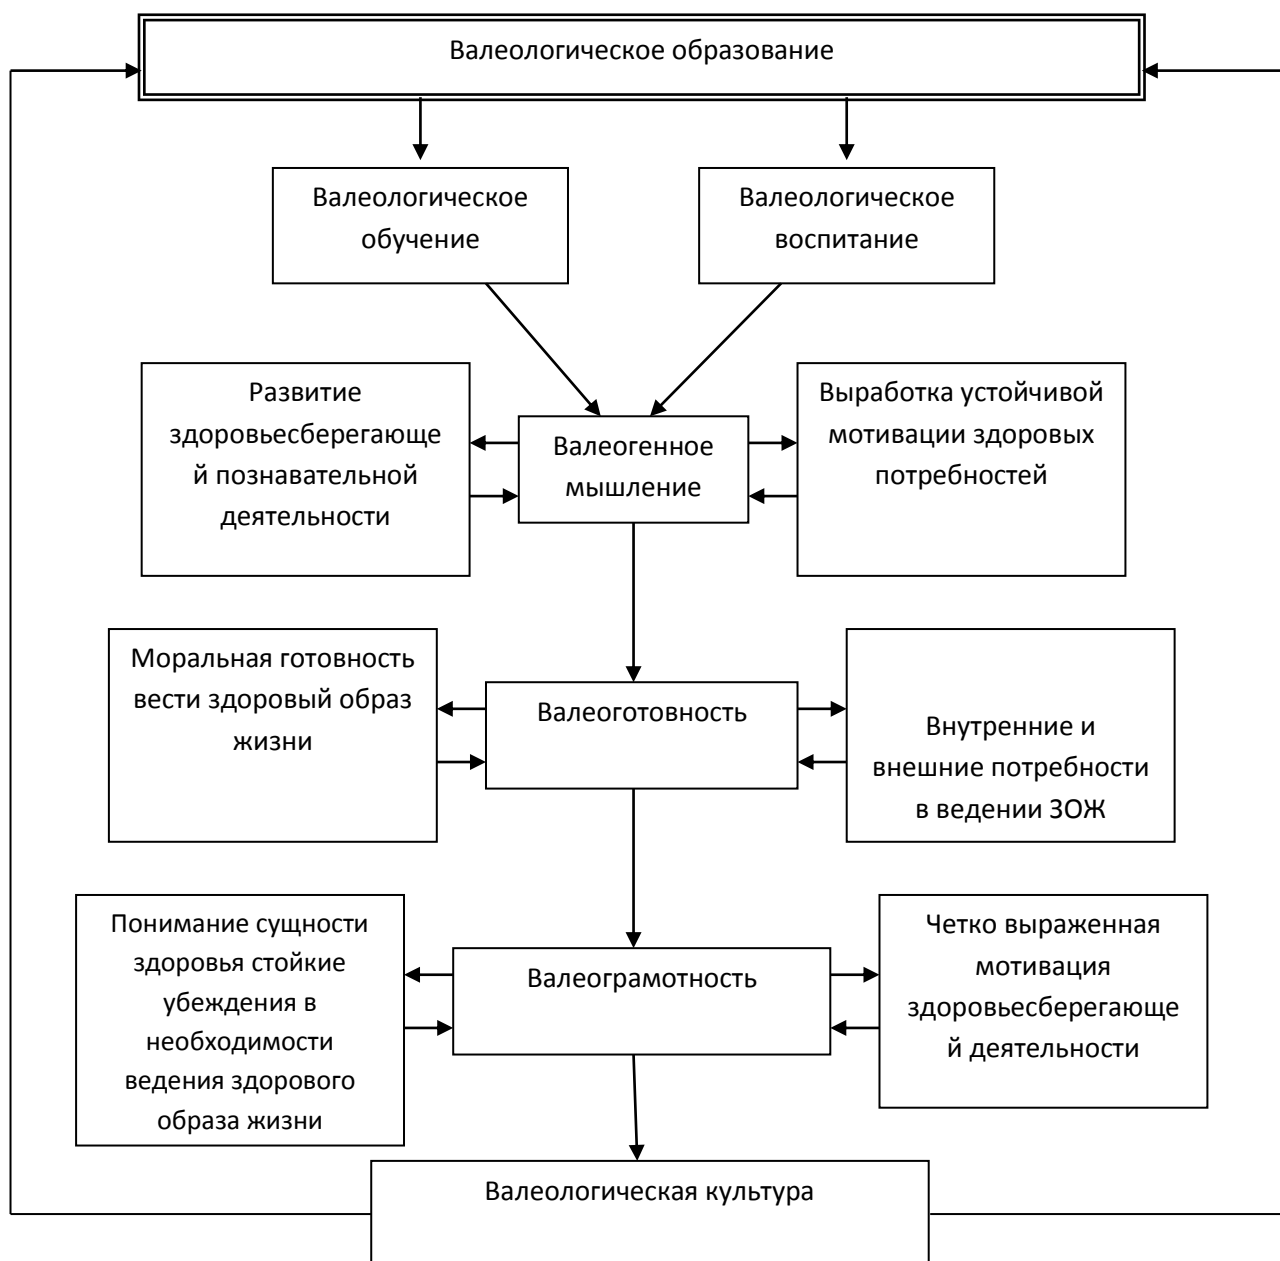 Валеологическое образование
Валеологическое
обучение
Валеологическое
воспитание
Развитие
здоровьесберегающе
й познавательной
деятельности
Валеогенное
мышление
Выработка устойчивой
мотивации здоровых
потребностей
Моральная готовность
вести здоровый образ
жизни
Валеоготовность
Внутренние и
внешние потребности
в ведении ЗОЖ
Понимание сущности
здоровья стойкие
убеждения в
необходимости
ведения здорового
образа жизни
Валеограмотность
Четко выраженная
мотивация
здоровьесберегающе
й деятельности
Валеологическая культура